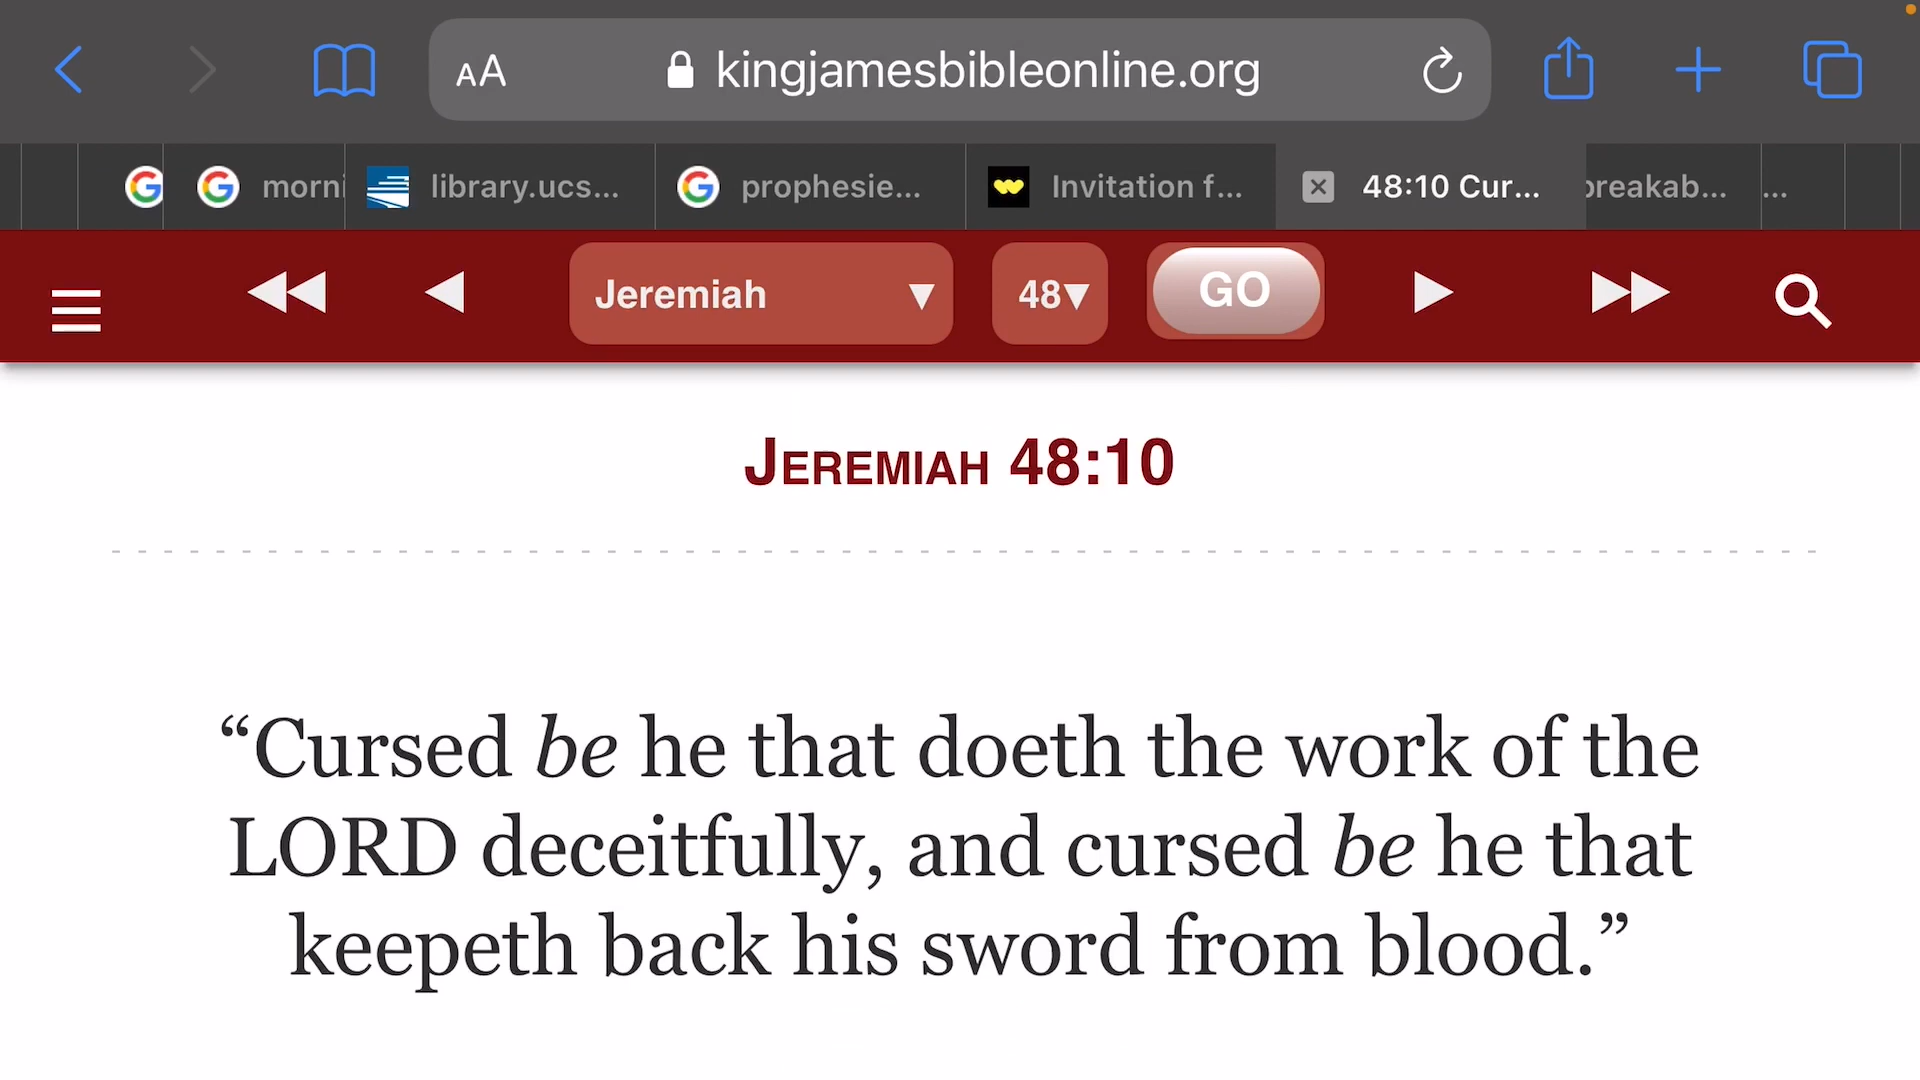 AA kingjamesbibleonline.org
morni library.ucs... prophesie... Invitation f... 48:10 Cur... breakab... ...
Jeremiah ▼ 48▼ GO
JEREMIAH 48:10
“Cursed be he that doeth the work of the
LORD deceitfully, and cursed be he that
keepeth back his sword from blood.”